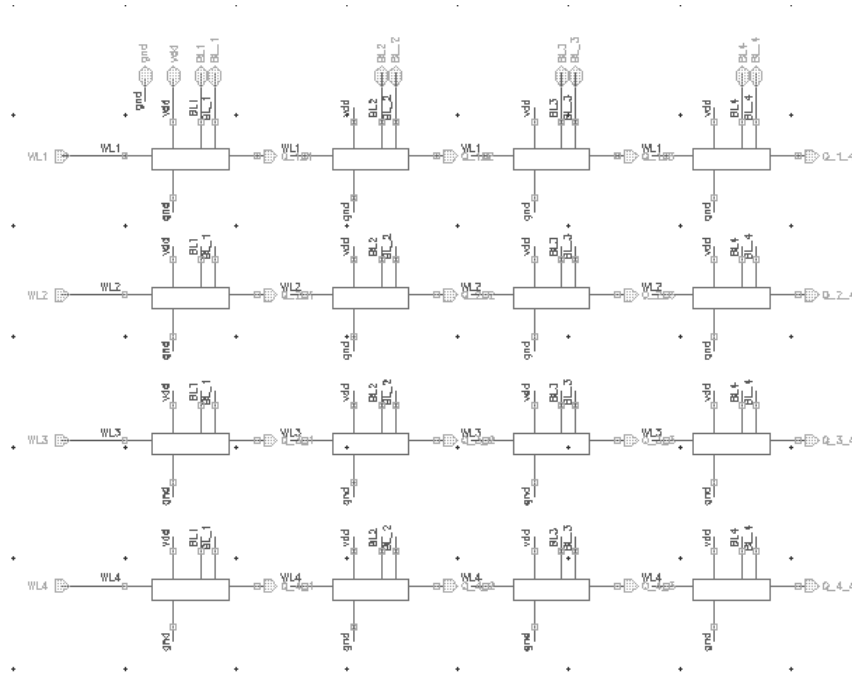 gnd vdd BL1 BL_1 BL2 BL_2 BL3 BL_3 BL4 BL_4
gnd vdd BL1 BL_1 vdd BL2 BL_2 vdd BL3 BL_3 vdd BL4 BL_4
WL1 WL1 WL1 WL1 WL1 Q_1_4
gnd gnd gnd gnd
vdd BL1 BL_1 vdd BL2 BL_2 vdd BL3 BL_3 vdd BL4 BL_4
WL2 WL2 WL2 WL2 WL2 Q_2_4
gnd gnd gnd gnd
vdd BL1 BL_1 vdd BL2 BL_2 vdd BL3 BL_3 vdd BL4 BL_4
WL3 WL3 WL3 WL3 WL3 Q_3_4
gnd gnd gnd gnd
vdd BL1 BL_1 vdd BL2 BL_2 vdd BL3 BL_3 vdd BL4 BL_4
WL4 WL4 WL4 WL4 WL4 Q_4_4
gnd gnd gnd gnd